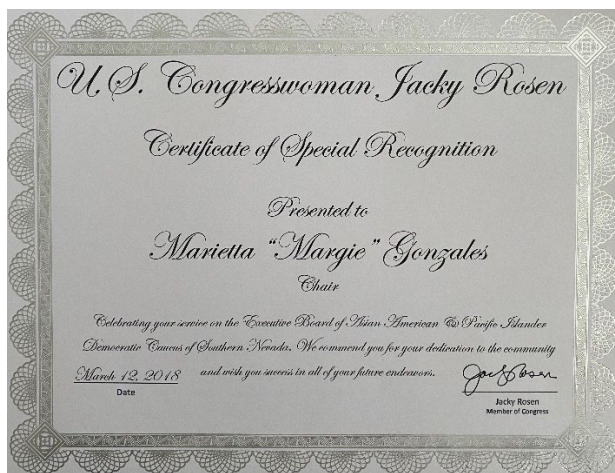 U.S. Congresswoman Jacky Rosen
Certificate of Special Recognition
Presented to
Marietta "Margie" Gonzales
Chair
Celebrating your service on the Executive Board of Asian American & Pacific Islander
Democratic Caucus of Southern Nevada. We commend you for your dedication to the community
and wish you success in all of your future endeavors.
March 12, 2018
Date
Jacky Rosen
Jacky Rosen
Member of Congress